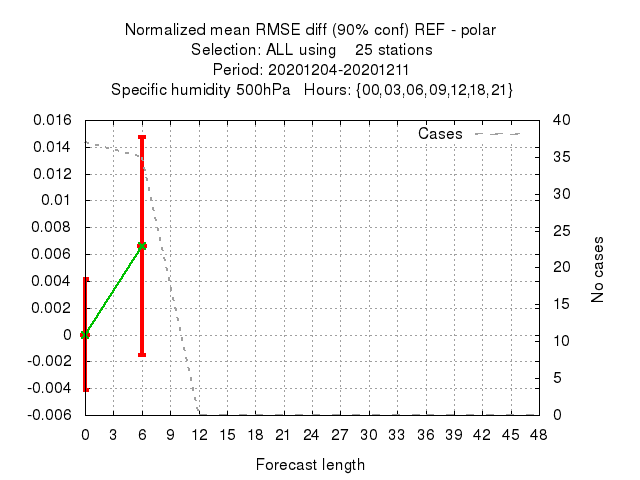 Normalized mean RMSE diff (90% conf) REF - polar
Selection: ALL using    25 stations
Period: 20201204-20201211
Specific humidity 500hPa   Hours: {00,03,06,09,12,18,21}
Cases
0.016
0.014
0.012
0.01
0.008
0.006
0.004
0.002
0
-0.002
-0.004
-0.006
40
35
30
25
20
15
10
5
0
No cases
0 3 6 9 12 15 18 21 24 27 30 33 36 39 42 45 48
Forecast length